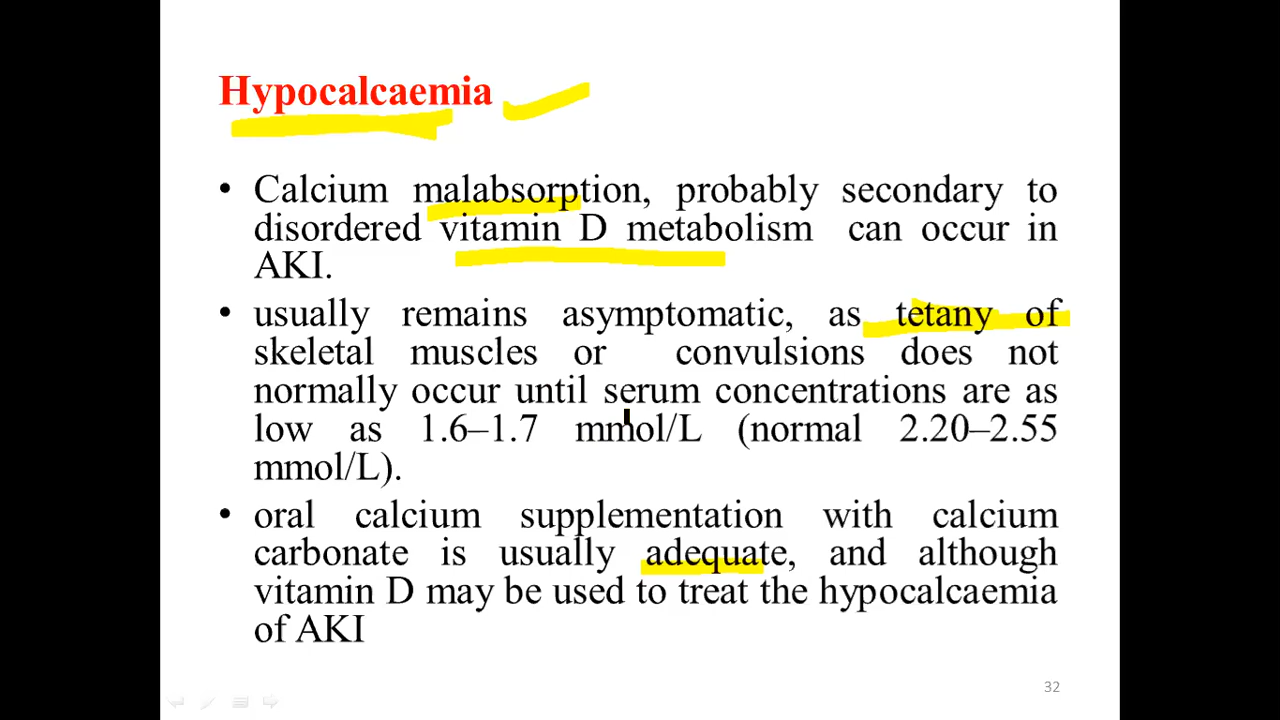 Hypocalcaemia
• Calcium malabsorption, probably secondary to
disordered vitamin D metabolism can occur in
AKI.
• usually remains asymptomatic, as tetany of
skeletal muscles or convulsions does not
normally occur until serum concentrations are as
low as 1.6–1.7 mmol/L (normal 2.20–2.55
mmol/L).
• oral calcium supplementation with calcium
carbonate is usually adequate, and although
vitamin D may be used to treat the hypocalcaemia
of AKI
32